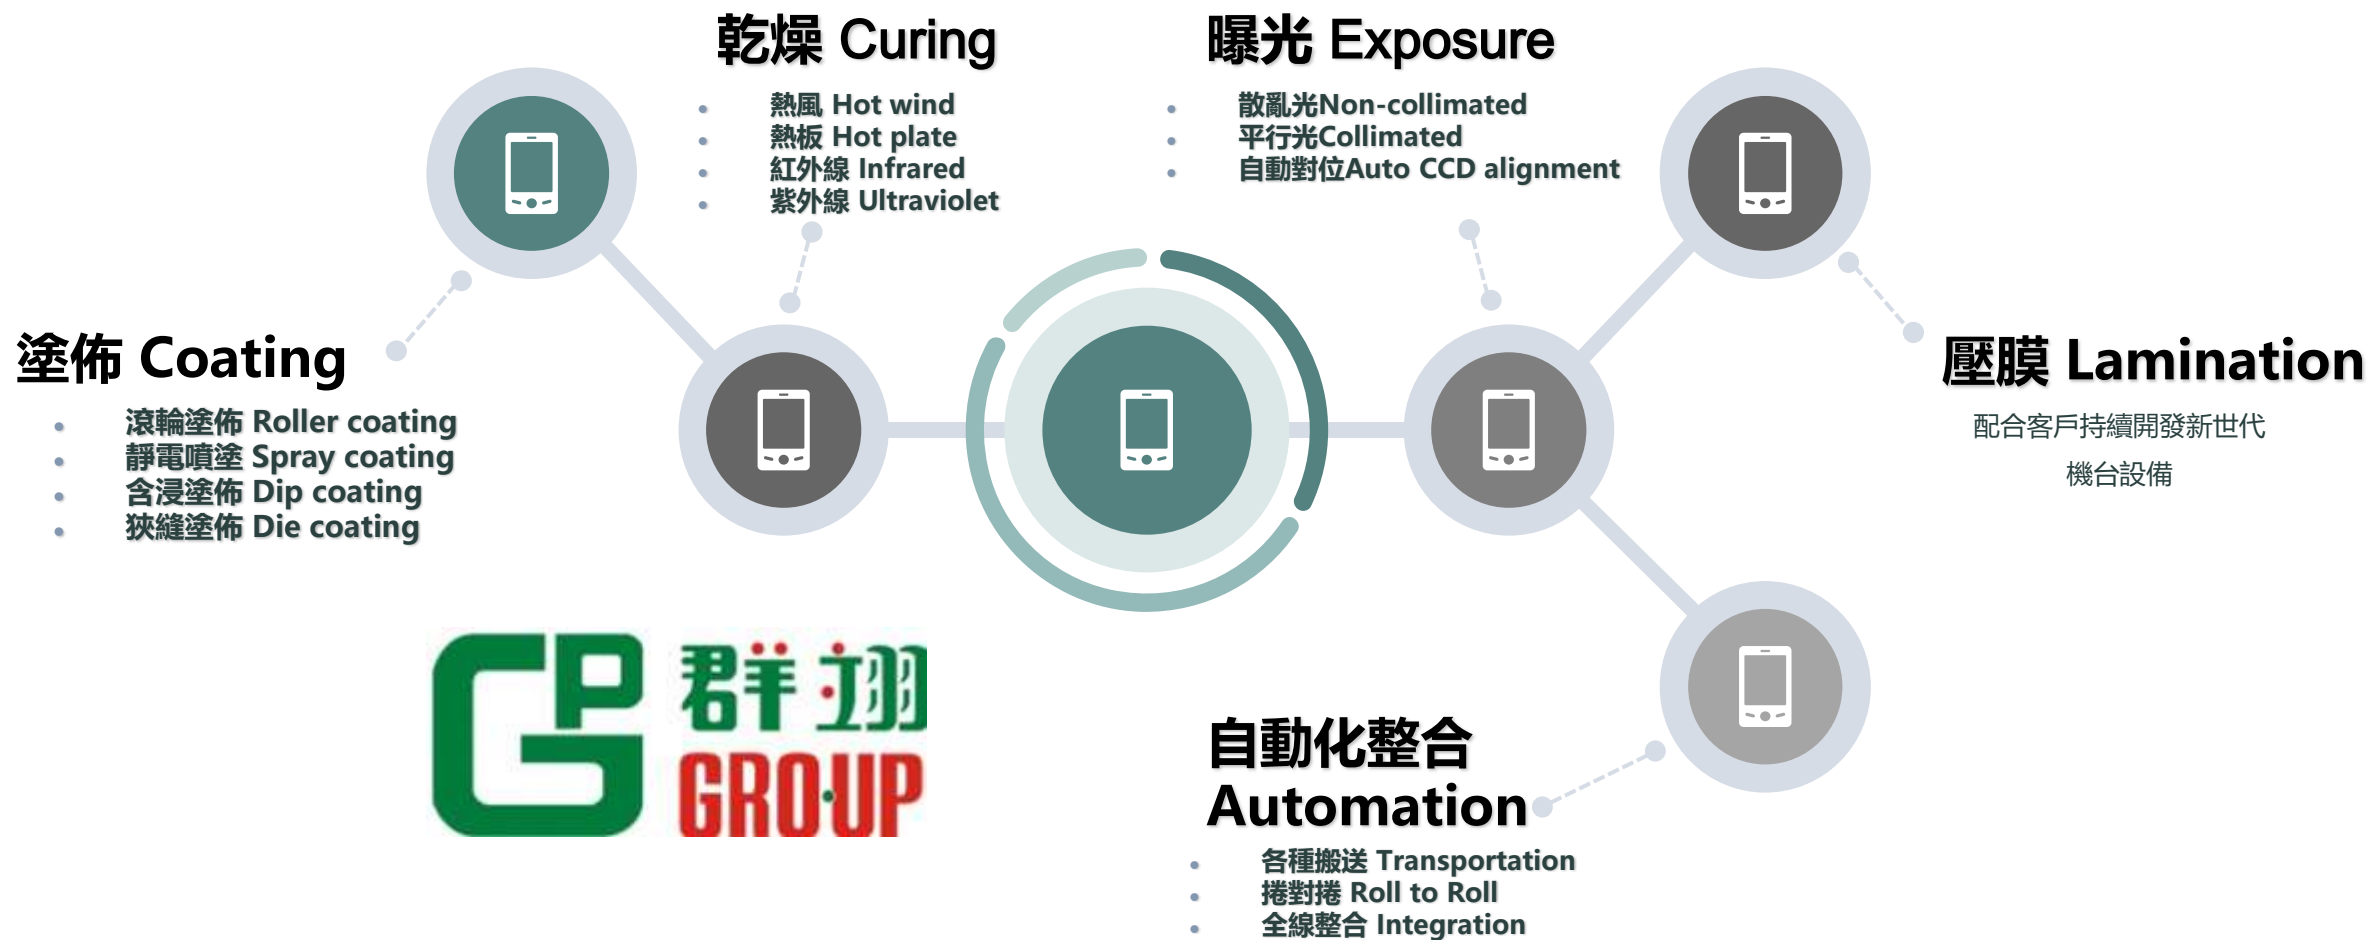 乾燥 Curing
熱風 Hot wind
熱板 Hot plate
紅外線 Infrared
紫外線 Ultraviolet
曝光 Exposure
散亂光Non-collimated
平行光Collimated
自動對位Auto CCD alignment
塗佈 Coating
滾輪塗佈 Roller coating
靜電噴塗 Spray coating
含浸塗佈 Dip coating
狹縫塗佈 Die coating
壓膜 Lamination
配合客戶持續開發新世代
機台設備
GP
群翊
GROUP
自動化整合
Automation
各種搬送 Transportation
捲對捲 Roll to Roll
全線整合 Integration